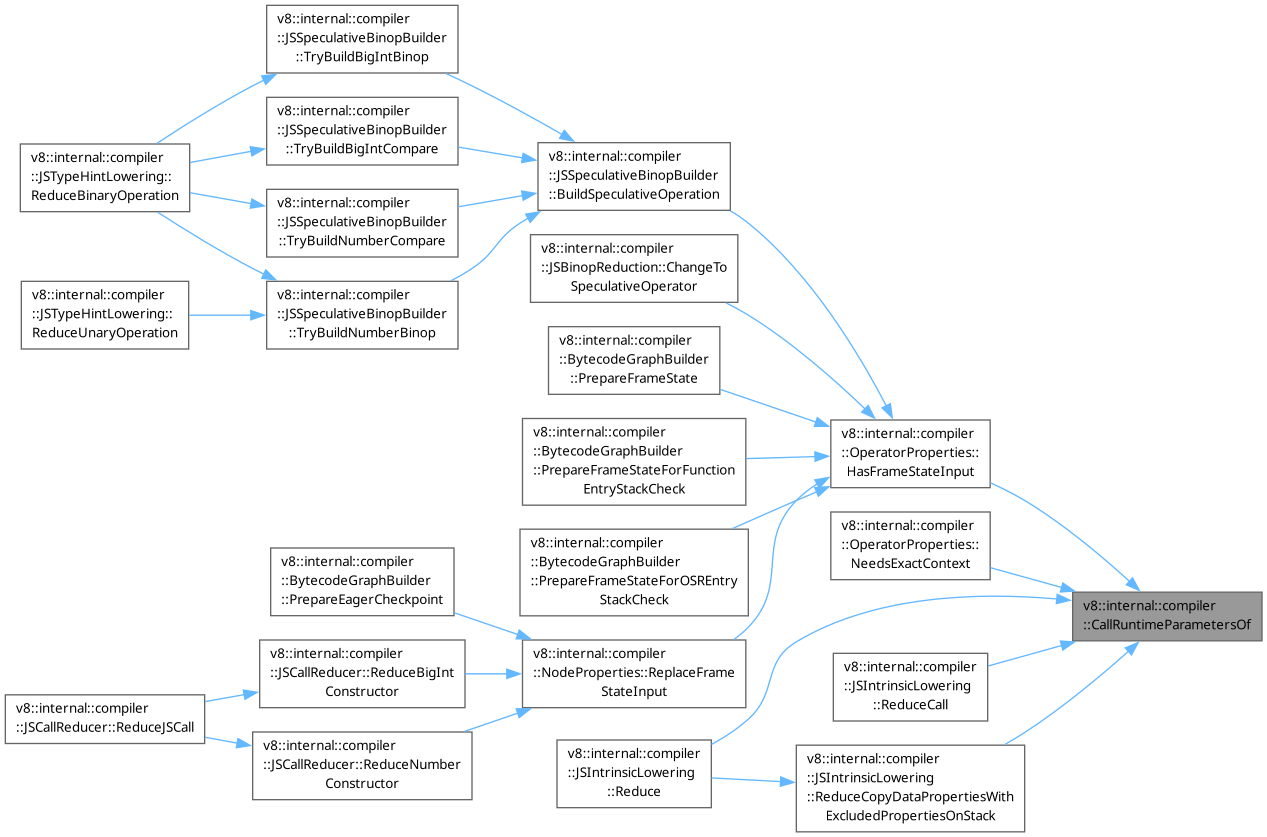 v8::internal::compiler
::JSSpeculativeBinopBuilder
::TryBuildBigIntBinop
v8::internal::compiler
::JSSpeculativeBinopBuilder
::TryBuildBigIntCompare
v8::internal::compiler
::JSTypeHintLowering::
ReduceBinaryOperation
v8::internal::compiler
::JSSpeculativeBinopBuilder
::BuildSpeculativeOperation
v8::internal::compiler
::JSSpeculativeBinopBuilder
::TryBuildNumberCompare
v8::internal::compiler
::JSBinopReduction::ChangeTo
SpeculativeOperator
v8::internal::compiler
::JSTypeHintLowering::
ReduceUnaryOperation
v8::internal::compiler
::JSSpeculativeBinopBuilder
::TryBuildNumberBinop
v8::internal::compiler
::BytecodeGraphBuilder
::PrepareFrameState
v8::internal::compiler
::BytecodeGraphBuilder
::PrepareFrameStateForFunction
EntryStackCheck
v8::internal::compiler
::OperatorProperties::
HasFrameStateInput
v8::internal::compiler
::OperatorProperties::
NeedsExactContext
v8::internal::compiler
::BytecodeGraphBuilder
::PrepareFrameStateForOSREntry
StackCheck
v8::internal::compiler
::BytecodeGraphBuilder
::PrepareEagerCheckpoint
v8::internal::compiler
::CallRuntimeParametersOf
v8::internal::compiler
::JSCallReducer::ReduceBigInt
Constructor
v8::internal::compiler
::NodeProperties::ReplaceFrame
StateInput
v8::internal::compiler
::JSIntrinsicLowering
::ReduceCall
v8::internal::compiler
::JSCallReducer::ReduceJSCall
v8::internal::compiler
::JSCallReducer::ReduceNumber
Constructor
v8::internal::compiler
::JSIntrinsicLowering
::Reduce
v8::internal::compiler
::JSIntrinsicLowering
::ReduceCopyDataPropertiesWith
ExcludedPropertiesOnStack